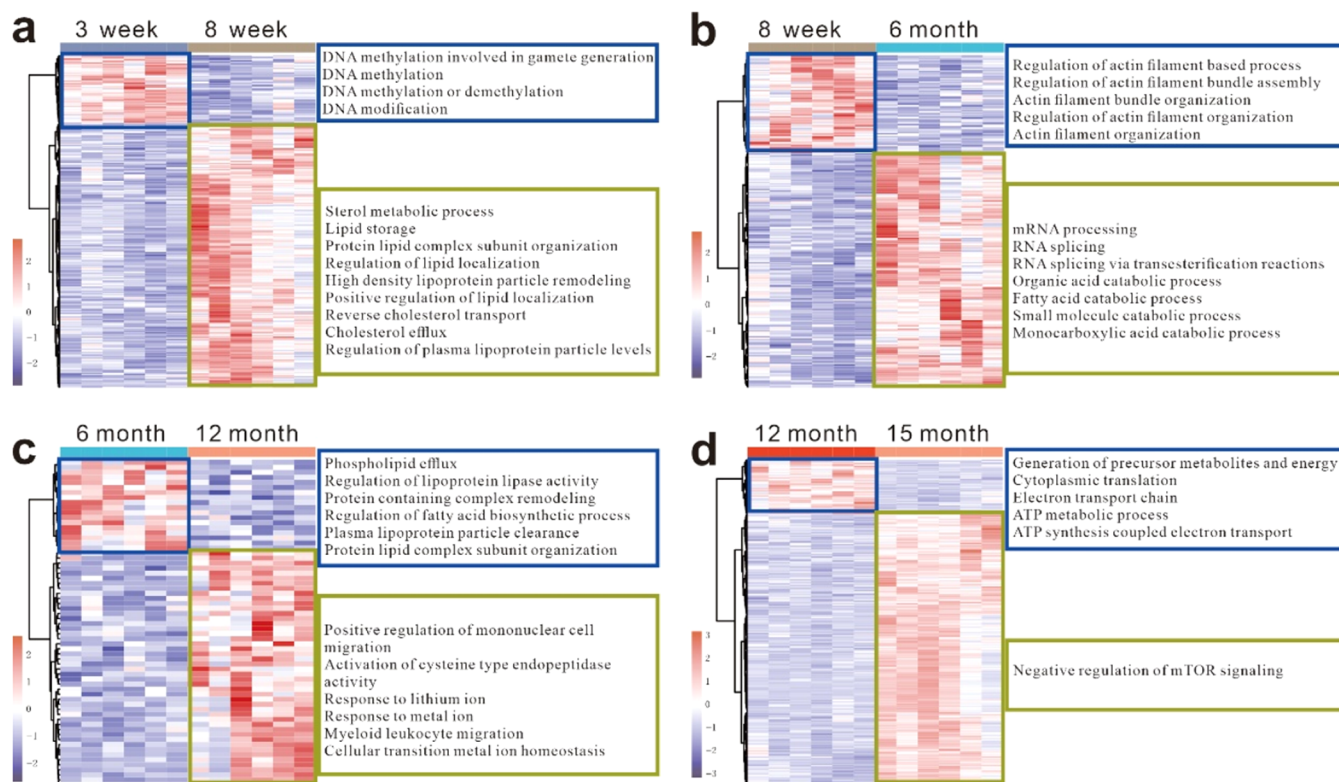 a
3 week 8 week
DNA methylation involved in gamete generation
DNA methylation
DNA methylation or demethylation
DNA modification
Sterol metabolic process
Lipid storage
Protein lipid complex subunit organization
Regulation of lipid localization
High density lipoprotein particle remodeling
Positive regulation of lipid localization
Reverse cholesterol transport
Cholesterol efflux
Regulation of plasma lipoprotein particle levels
2
1
0
-1
-2
b
8 week 6 month
Regulation of actin filament based process
Regulation of actin filament bundle assembly
Actin filament bundle organization
Regulation of actin filament organization
Actin filament organization
mRNA processing
RNA splicing
RNA splicing via transesterification reactions
Organic acid catabolic process
Fatty acid catabolic process
Small molecule catabolic process
Monocarboxylic acid catabolic process
2
1
0
-1
-2
c
6 month 12 month
Phospholipid efflux
Regulation of lipoprotein lipase activity
Protein containing complex remodeling
Regulation of fatty acid biosynthetic process
Plasma lipoprotein particle clearance
Protein lipid complex subunit organization
Positive regulation of mononuclear cell
migration
Activation of cysteine type endopeptidase
activity
Response to lithium ion
Response to metal ion
Myeloid leukocyte migration
Cellular transition metal ion homeostasis
2
1
0
-1
-2
d
12 month 15 month
Generation of precursor metabolites and energy
Cytoplasmic translation
Electron transport chain
ATP metabolic process
ATP synthesis coupled electron transport
Negative regulation of mTOR signaling
3
2
1
0
-1
-2
-3